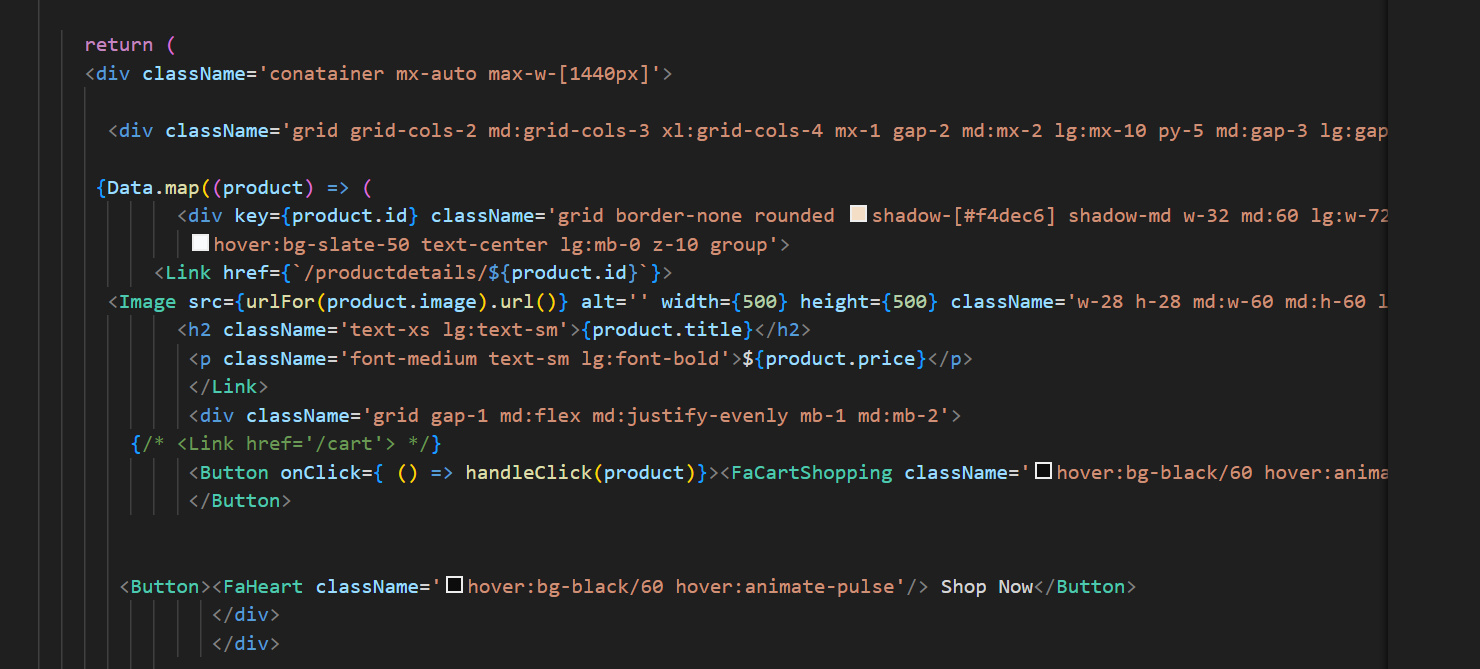 return (
<div className='conatainer mx-auto max-w-[1440px]'>
<div className='grid grid-cols-2 md:grid-cols-3 xl:grid-cols-4 mx-1 gap-2 md:mx-2 lg:mx-10 py-5 md:gap-3 lg:gap
{Data.map((product) => (
<div key={product.id} className='grid border-none rounded shadow-[#f4dec6] shadow-md w-32 md:60 lg:w-72
hover:bg-slate-50 text-center lg:mb-0 z-10 group'>
<Link href={`/productdetails/${product.id}`}>
<Image src={urlFor(product.image).url()} alt='' width={500} height={500} className='w-28 h-28 md:w-60 md:h-60 l
<h2 className='text-xs lg:text-sm'>{product.title}</h2>
<p className='font-medium text-sm lg:font-bold'>${product.price}</p>
</Link>
<div className='grid gap-1 md:flex md:justify-evenly mb-1 md:mb-2'>
{/* <Link href='/cart'> */}
<Button onClick={ () => handleClick(product)}><FaCartShopping className='hover:bg-black/60 hover:anima
</Button>
<Button><FaHeart className='hover:bg-black/60 hover:animate-pulse'/> Shop Now</Button>
</div>
</div>